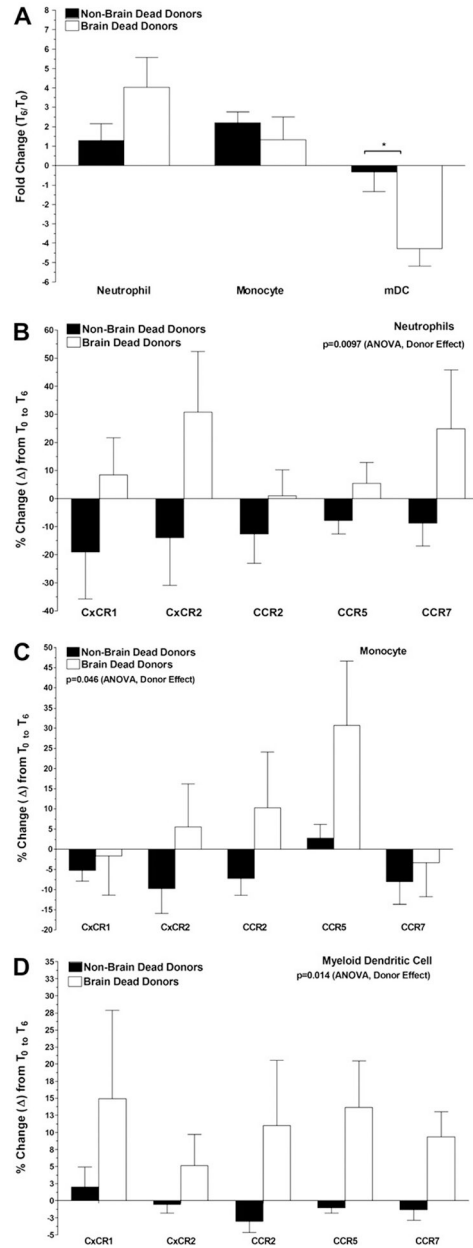 A
Non-Brain Dead Donors
Brain Dead Donors
Fold Change (T6/T0)
8
7
6
5
4
3
2
1
0
-1
-2
-3
-4
-5
-6
*
Neutrophil Monocyte mDC
B
Non-Brain Dead Donors
Brain Dead Donors
Neutrophils
p=0.0097 (ANOVA, Donor Effect)
% Change (Δ) from T0 to T6
60
50
40
30
20
10
0
-10
-20
-30
-40
CxCR1 CxCR2 CCR2 CCR5 CCR7
C
Non-Brain Dead Donors
Brain Dead Donors
p=0.046 (ANOVA, Donor Effect)
Monocyte
% Change (Δ) from T0 to T6
50
45
40
35
30
25
20
15
10
5
0
-5
-10
-15
-20
CxCR1 CxCR2 CCR2 CCR5 CCR7
D
Non-Brain Dead Donors
Brain Dead Donors
Myeloid Dendritic Cell
p=0.014 (ANOVA, Donor Effect)
% Change (Δ) from T0 to T6
35
33
30
28
25
23
20
18
15
13
10
8
5
3
0
-3
-5
CxCR1 CxCR2 CCR2 CCR5 CCR7